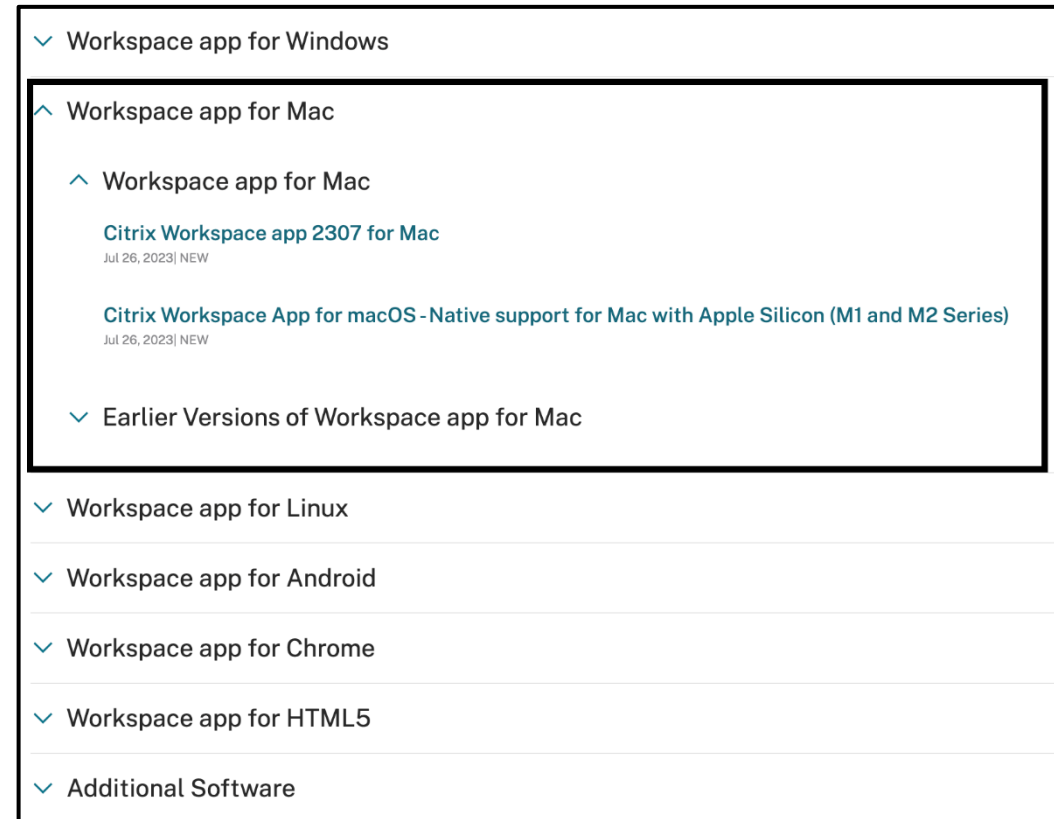 Workspace app for Windows
Workspace app for Mac
Workspace app for Mac
Citrix Workspace app 2307 for Mac
Jul 26, 2023| NEW
Citrix Workspace App for macOS - Native support for Mac with Apple Silicon (M1 and M2 Series)
Jul 26, 2023| NEW
Earlier Versions of Workspace app for Mac
Workspace app for Linux
Workspace app for Android
Workspace app for Chrome
Workspace app for HTML5
Additional Software